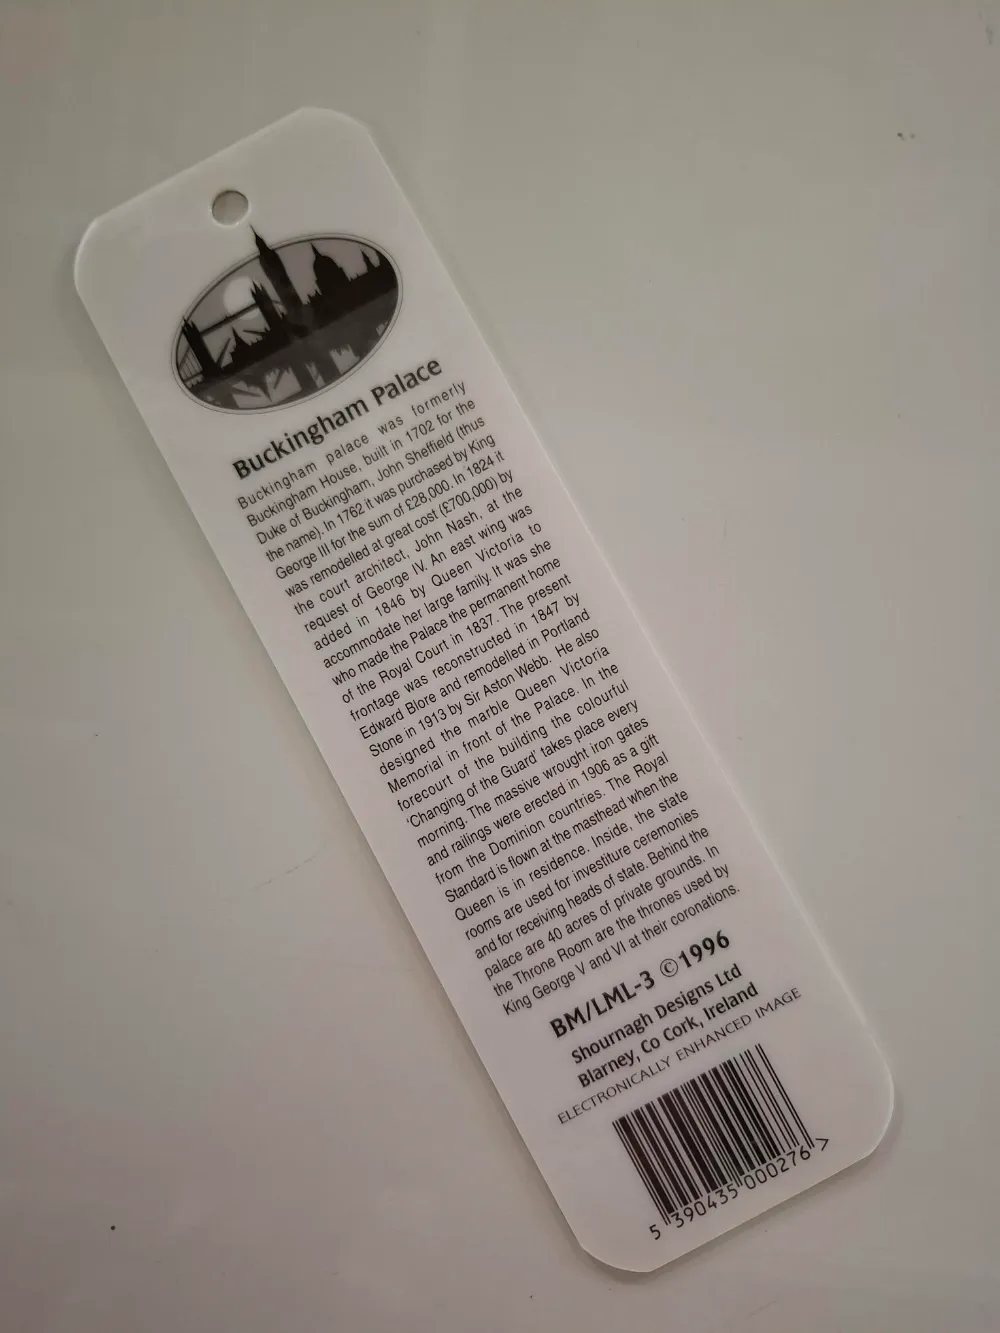 Buckingham Palace
Buckingham palace was formerly
Buckingham House, built in 1702 for the
Duke of Buckingham, John Sheffield (thus
the name). In 1762 it was purchased by King
George III for the sum of £28,000. In 1824 it
was remodelled at great cost (£700,000) by
the court architect, John Nash, at the
request of George IV. An east wing was
added in 1846 by Queen Victoria to
accommodate her large family. It was she
who made the Palace the permanent home
of the Royal Court in 1837. The present
frontage was reconstructed in 1847 by
Edward Blore and remodelled in Portland
Stone in 1913 by Sir Aston Webb. He also
designed the marble Queen Victoria
Memorial in front of the Palace. In the
forecourt of the building the colourful
'Changing of the Guard' takes place every
morning. The massive wrought iron gates
and railings were erected in 1906 as a gift
from the Dominion countries. The Royal
Standard is flown at the masthead when the
Queen is in residence. Inside, the state
rooms are used for investiture ceremonies
and for receiving heads of state. Behind the
palace are 40 acres of private grounds. In
the Throne Room are the thrones used by
King George V and VI at their coronations.
BM/LML-3 ©1996
Shournagh Designs Ltd
Blarney, Co Cork, Ireland
ELECTRONICALLY ENHANCED IMAGE
5 390435 000276 >